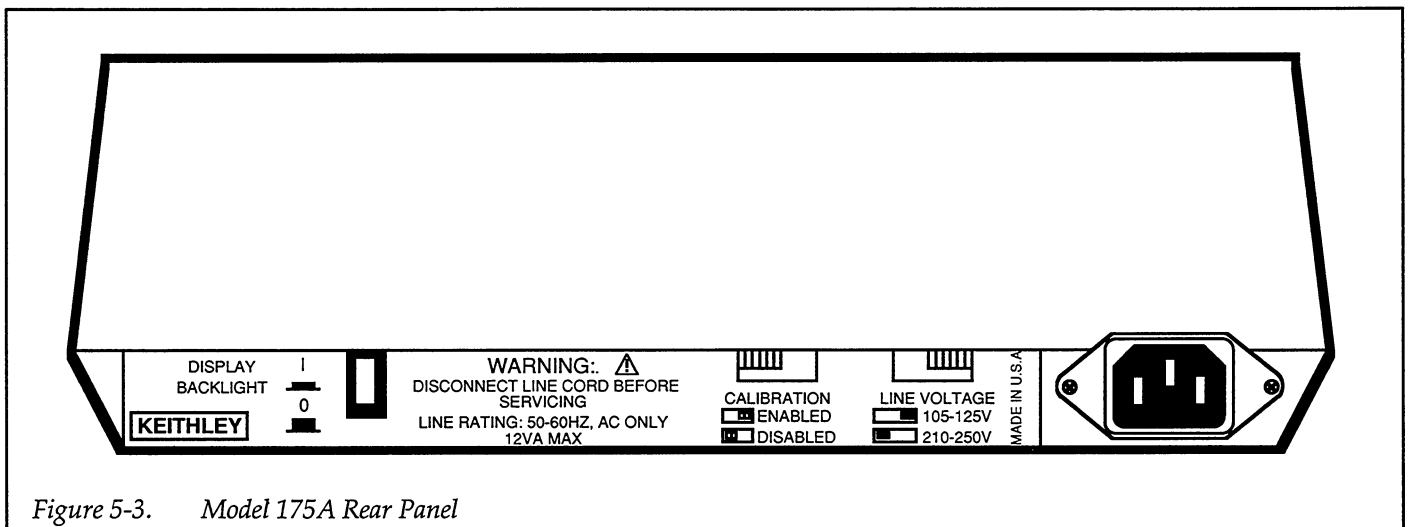 DISPLAY
BACKLIGHT
I
0
KEITHLEY
WARNING:.
DISCONNECT LINE CORD BEFORE
SERVICING
LINE RATING: 50-60HZ, AC ONLY
12VA MAX
CALIBRATION
ENABLED
DISABLED
LINE VOLTAGE
105-125V
210-250V
MADE IN U.S.A
Figure 5-3. Model 175A Rear Panel